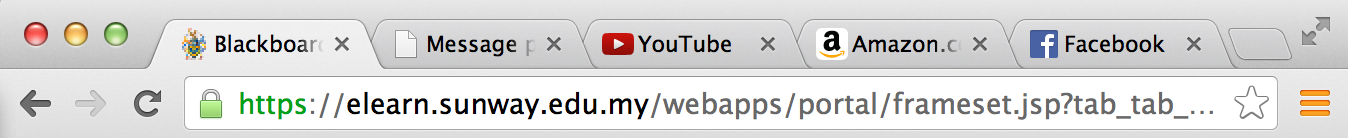 Blackboard Message p YouTube Amazon.c Facebook
https://elearn.sunway.edu.my/webapps/portal/frameset.jsp?tab_tab_...